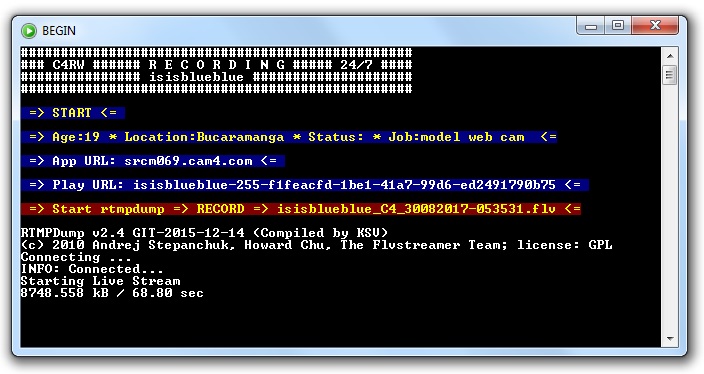 BEGIN
##################################################
### C4RW ###### R E C O R D I N G ##### 24/7 ####
############### isisblueblue ####################
##################################################
=> START <=
=> Age:19 * Location:Bucaramanga * Status: * Job:model web cam  <=
=> App URL: srcm069.cam4.com <=
=> Play URL: isisblueblue-255-f1feacfd-1be1-41a7-99d6-ed2491790b75 <=
=> Start rtmpdump => RECORD => isisblueblue_C4_30082017-053531.flv <=
RTMPDump v2.4 GIT-2015-12-14 (Compiled by KSV)
(c) 2010 Andrej Stepanchuk, Howard Chu, The Flvstreamer Team; license: GPL
Connecting ...
INFO: Connected...
Starting Live Stream
8748.558 kB / 68.80 sec